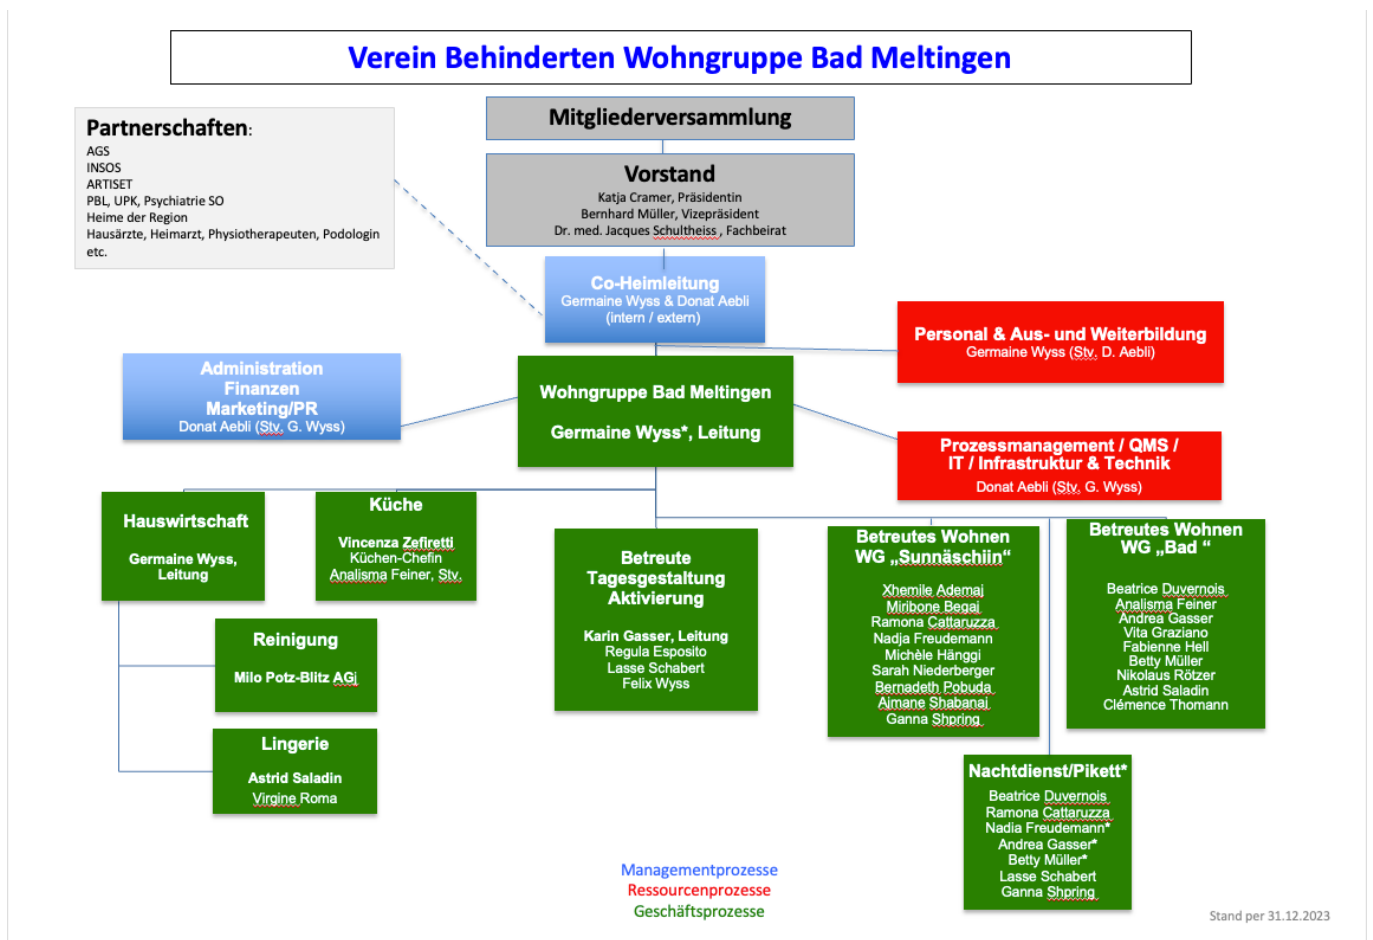 Verein Behinderten Wohngruppe Bad Meltingen
Partnerschaften:
AGS
INSOS
ARTISET
PBL, UPK, Psychiatrie SO
Heime der Region
Hausärzte, Heimarzt, Physiotherapeuten, Podologin
etc.
Mitgliederversammlung
Vorstand
Katja Cramer, Präsidentin
Bernhard Müller, Vizepräsident
Dr. med. Jacques Schultheiss , Fachbeirat
Co-Heimleitung
Germaine Wyss & Donat Aebli
(intern / extern)
Personal & Aus- und Weiterbildung
Germaine Wyss (Stv. D. Aebli)
Administration
Finanzen
Marketing/PR
Donat Aebli (Stv. G. Wyss)
Wohngruppe Bad Meltingen
Germaine Wyss*, Leitung
Prozessmanagement / QMS /
IT / Infrastruktur & Technik
Donat Aebli (Stv. G. Wyss)
Hauswirtschaft
Germaine Wyss,
Leitung
Küche
Vincenza Zefiretti
Küchen-Chefin
Analisma Feiner, Stv.
Reinigung
Milo Potz-Blitz AGj
Lingerie
Astrid Saladin
Virgine Roma
Betreute
Tagesgestaltung
Aktivierung
Karin Gasser, Leitung
Regula Esposito
Lasse Schabert
Felix Wyss
Betreutes Wohnen
WG „Sunnäschiin“
Xhemile Ademaj
Miribone Begaj
Ramona Cattaruzza
Nadja Freudemann
Michèle Hänggi
Sarah Niederberger
Bernadeth Pobuda
Ajmane Shabanaj
Ganna Shpring
Betreutes Wohnen
WG „Bad “
Beatrice Duvernois
Analisma Feiner
Andrea Gasser
Vita Graziano
Fabienne Hell
Betty Müller
Nikolaus Rötzer
Astrid Saladin
Clémence Thomann
Nachtdienst/Pikett*
Beatrice Duvernois
Ramona Cattaruzza
Nadia Freudemann*
Andrea Gasser*
Betty Müller*
Lasse Schabert
Ganna Shpring
Managementprozesse
Ressourcenprozesse
Geschäftsprozesse
Stand per 31.12.2023